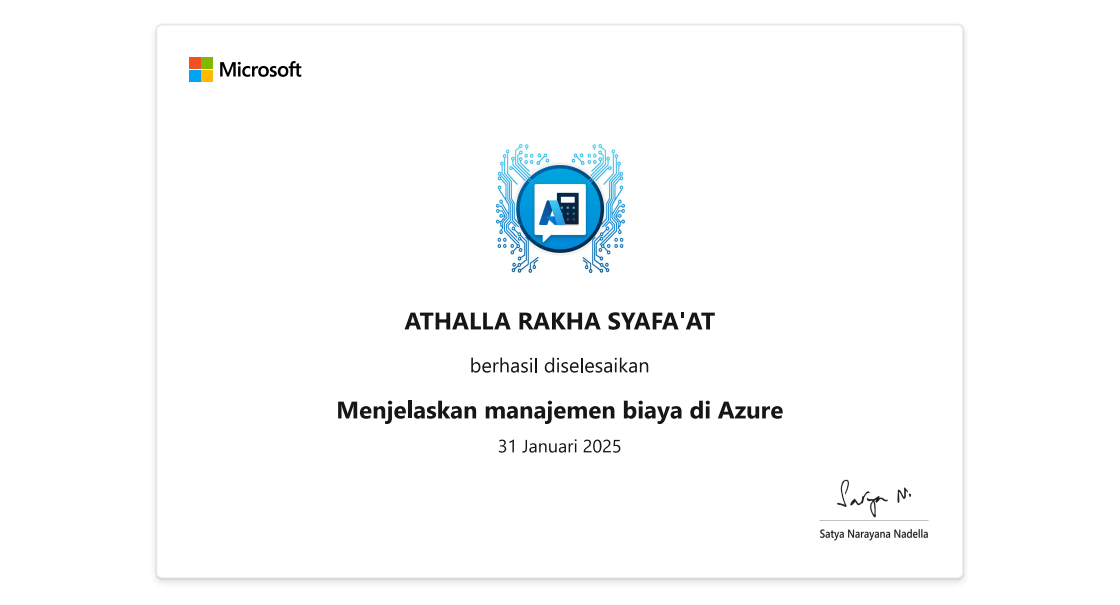 Microsoft
ATHALLA RAKHA SYAFA'AT
berhasil diselesaikan
Menjelaskan manajemen biaya di Azure
31 Januari 2025
Satya N.
Satya Narayana Nadella